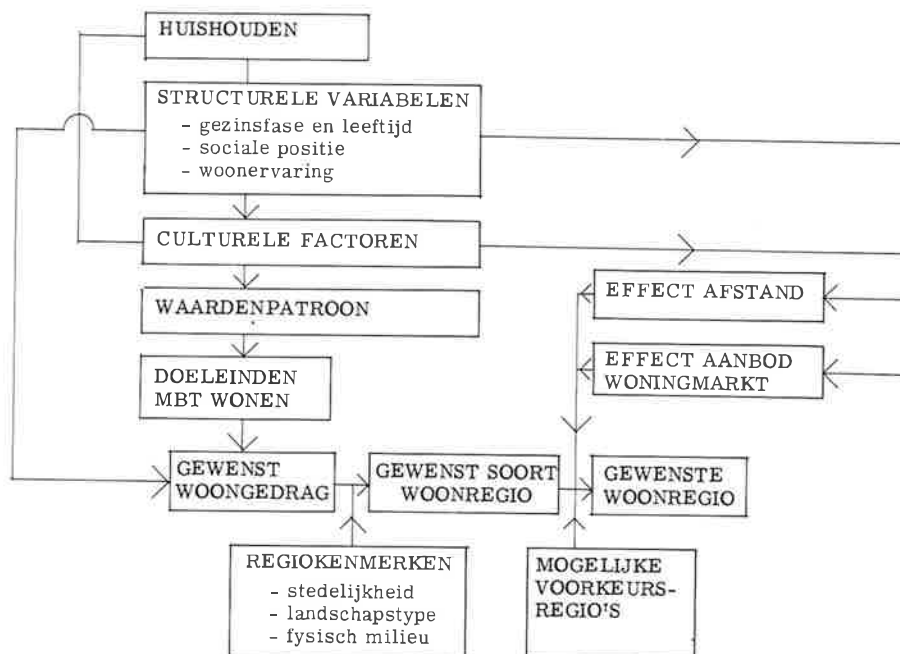 HUISHOUDEN
STRUCTURELE VARIABELEN
- gezinsfase en leeftijd
- sociale positie
- woonervaring
CULTURELE FACTOREN
WAARDENPATROON
EFFECT AFSTAND
DOELEINDEN
MBT WONEN
EFFECT AANBOD
WONINGMARKT
GEWENST
WOONGEDRAG
GEWENST SOORT
WOONREGIO
GEWENSTE
WOONREGIO
REGIOKENMERKEN
- stedelijkheid
- landschapstype
- fysisch milieu
MOGELIJKE
VOORKEURS-
REGIO'S